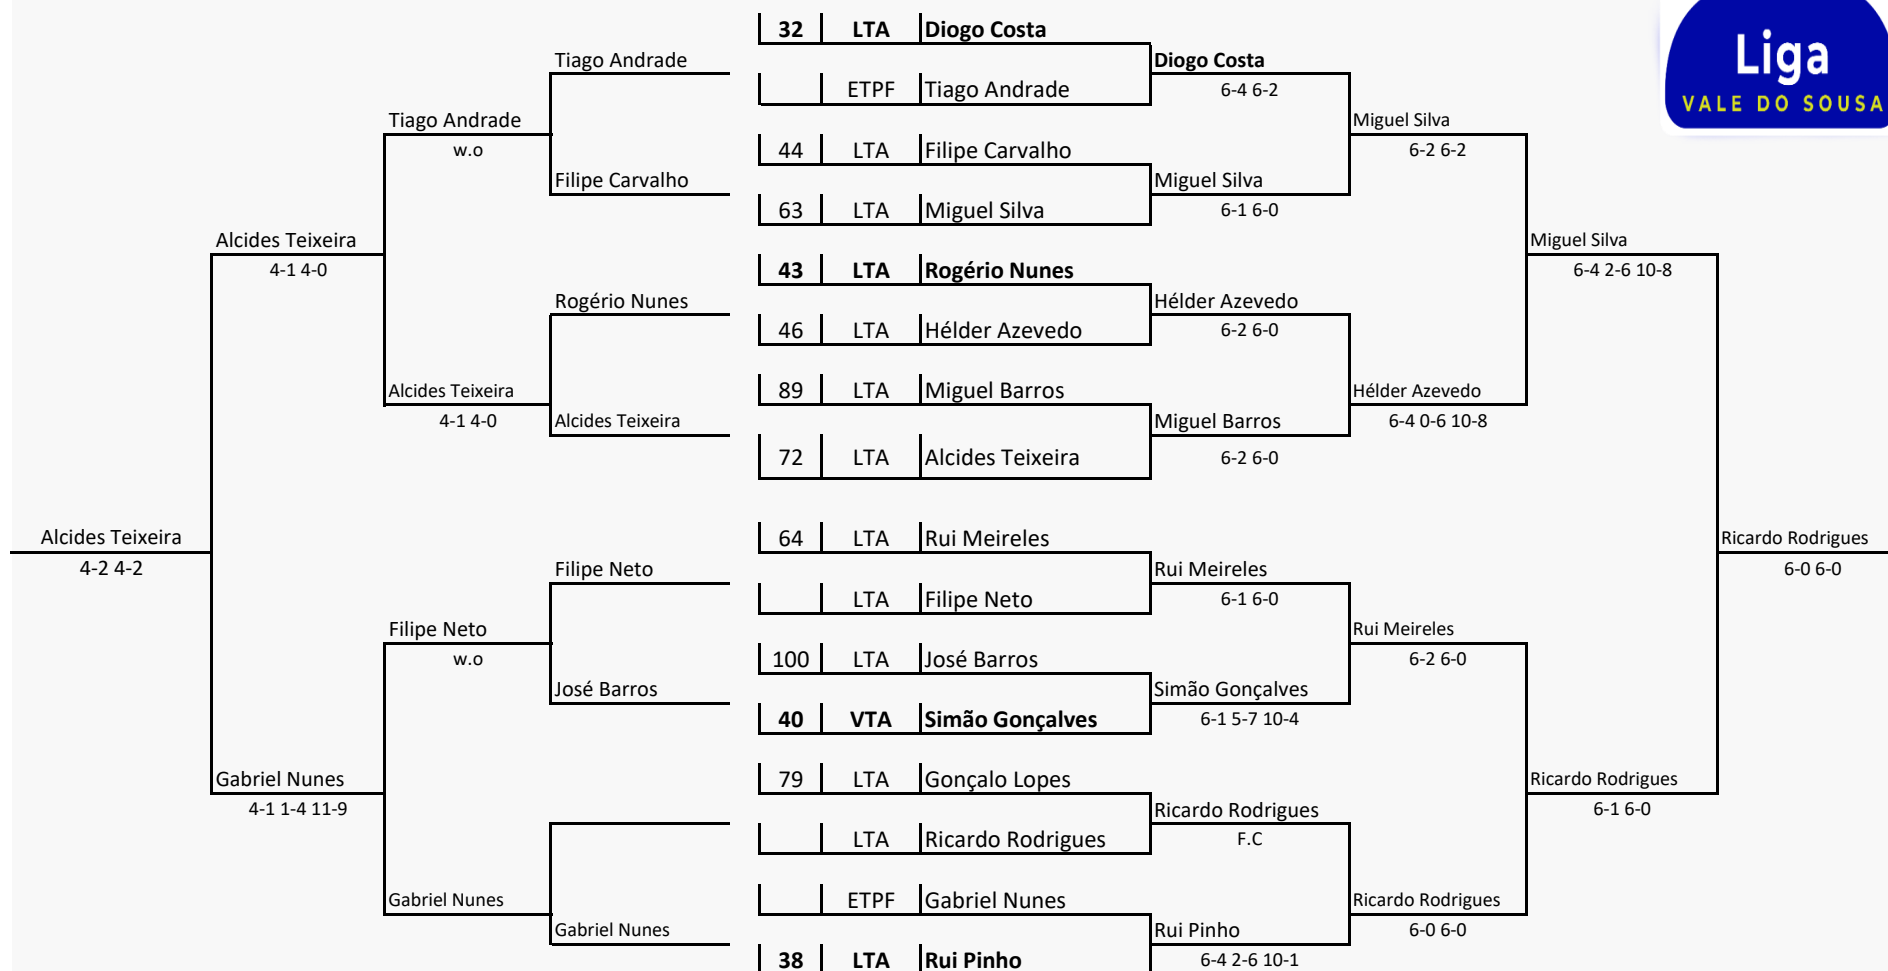 32 LTA Diogo Costa
Liga
Tiago Andrade Diogo Costa
ETPF Tiago Andrade 6-4 6-2
VALE DO SOUSA
Tiago Andrade Miguel Silva
w.o 44 LTA Filipe Carvalho 6-2 6-2
Filipe Carvalho Miguel Silva
63 LTA Miguel Silva 6-1 6-0
Alcides Teixeira Miguel Silva
4-1 4-0 43 LTA Rogério Nunes 6-4 2-6 10-8
Rogério Nunes Hélder Azevedo
46 LTA Hélder Azevedo 6-2 6-0
Alcides Teixeira 89 LTA Miguel Barros Hélder Azevedo
4-1 4-0 Alcides Teixeira Miguel Barros 6-4 0-6 10-8
72 LTA Alcides Teixeira 6-2 6-0
Alcides Teixeira 64 LTA Rui Meireles Ricardo Rodrigues
4-2 4-2 Filipe Neto Rui Meireles 6-0 6-0
LTA Filipe Neto 6-1 6-0
Filipe Neto Rui Meireles
w.o 100 LTA José Barros 6-2 6-0
José Barros Simão Gonçalves
40 VTA Simão Gonçalves 6-1 5-7 10-4
Gabriel Nunes 79 LTA Gonçalo Lopes Ricardo Rodrigues
4-1 1-4 11-9 Ricardo Rodrigues 6-1 6-0
LTA Ricardo Rodrigues F.C
Gabriel Nunes ETPF Gabriel Nunes Ricardo Rodrigues
Gabriel Nunes Rui Pinho 6-0 6-0
38 LTA Rui Pinho 6-4 2-6 10-1